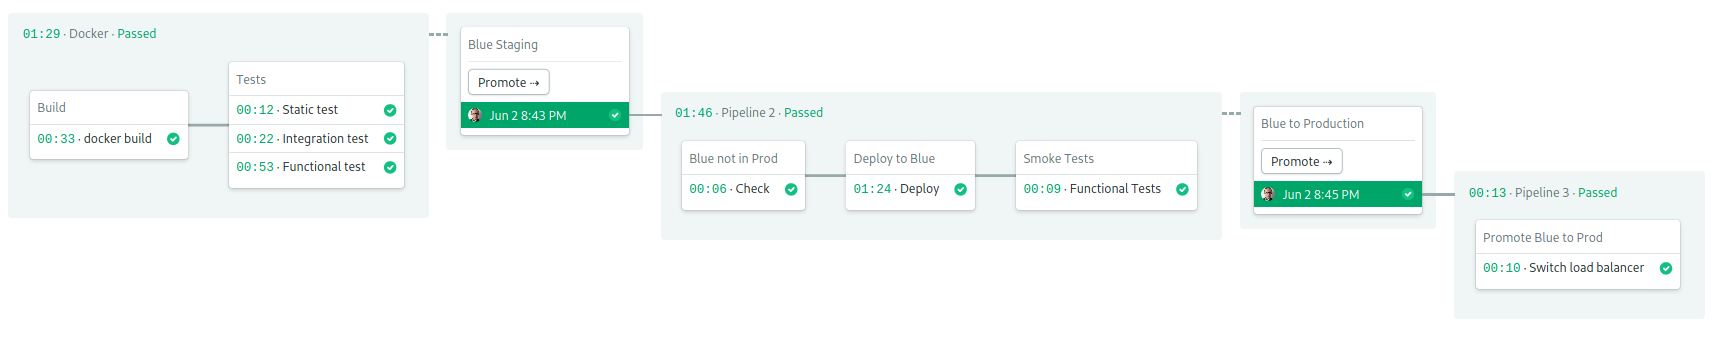 01:29 · Docker · Passed
Build
00:33 · docker build
Tests
00:12 · Static test
00:22 · Integration test
00:53 · Functional test
Blue Staging
Promote ⇢
Jun 2 8:43 PM
01:46 · Pipeline 2 · Passed
Blue not in Prod
00:06 · Check
Deploy to Blue
01:24 · Deploy
Smoke Tests
00:09 · Functional Tests
Blue to Production
Promote ⇢
Jun 2 8:45 PM
00:13 · Pipeline 3 · Passed
Promote Blue to Prod
00:10 · Switch load balancer